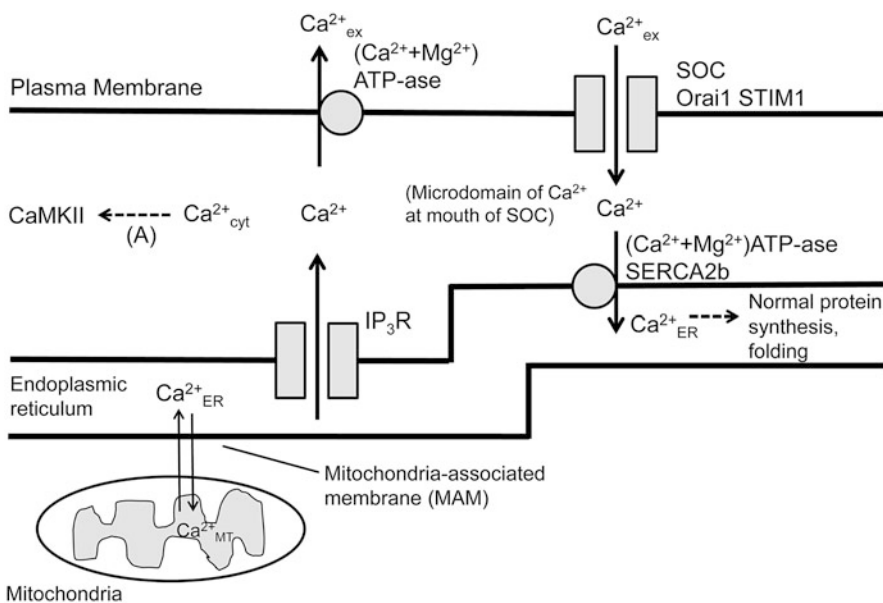 Ca²⁺ex
(Ca²⁺+Mg²⁺)
ATP-ase
Ca²⁺ex
SOC
Orai1 STIM1
Plasma Membrane
CaMKII
(A)
Ca²⁺cyt
Ca²⁺
(Microdomain of Ca²⁺
at mouth of SOC)
Ca²⁺
(Ca²⁺+Mg²⁺)ATP-ase
SERCA2b
IP₃R
Ca²⁺ER
Normal protein
synthesis,
folding
Endoplasmic
reticulum
Ca²⁺ER
Mitochondria-associated
membrane (MAM)
Ca²⁺MT
Mitochondria